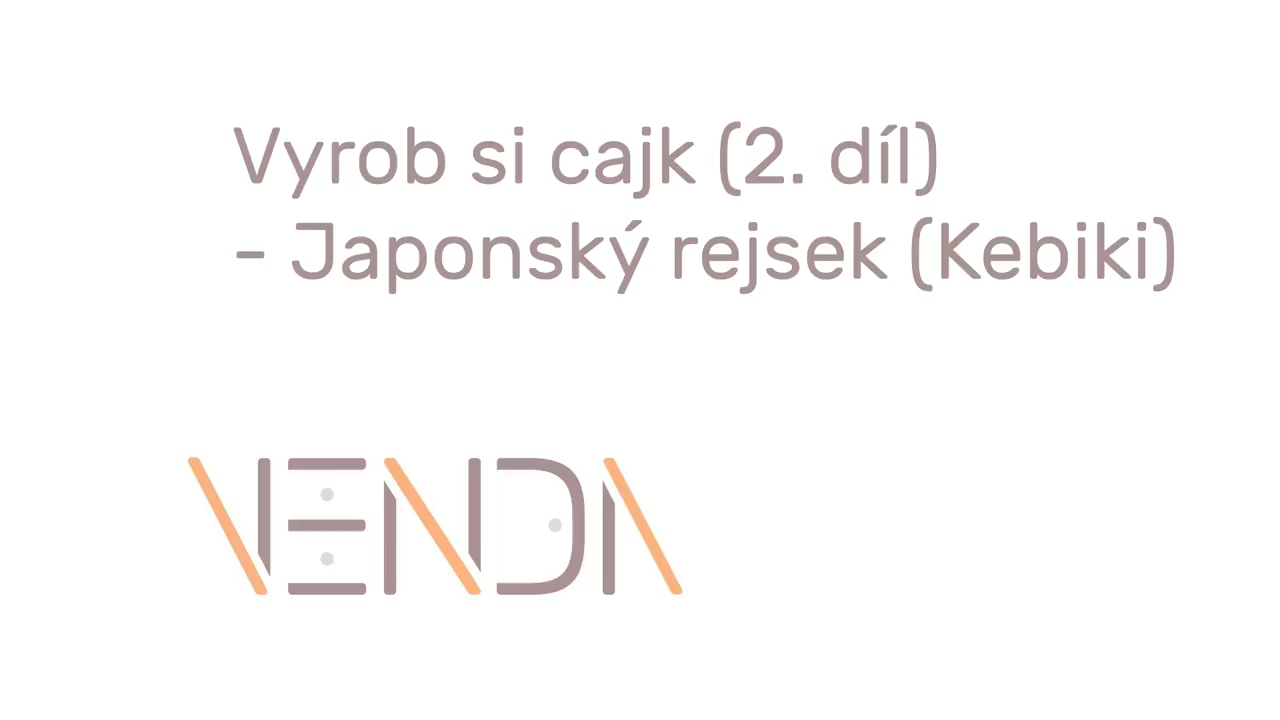 Vyrob si cajk (2. díl)
- Japonský rejsek (Kebiki)
VENDA